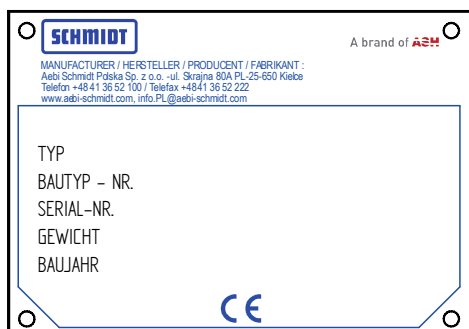 SCHMIDT
A brand of ASH
MANUFACTURER / HERSTELLER / PRODUCENT / FABRIKANT :
Aebi Schmidt Polska Sp. z o.o. -ul. Skrajna 80A PL-25-650 Kielce
Telefon +48 41 36 52 100 / Telefax +4841 36 52 222
www.aebi-schmidt.com, info.PL@aebi-schmidt.com
TYP
BAUTYP - NR.
SERIAL-NR.
GEWICHT
BAUJAHR
CE